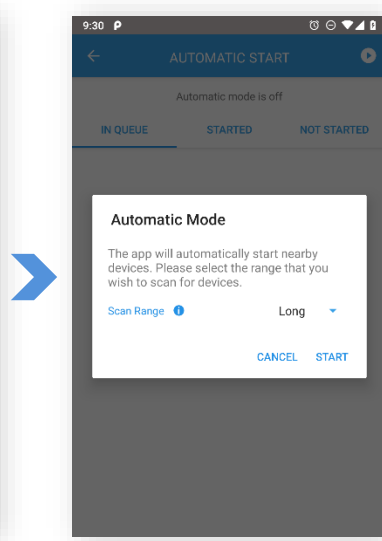 9:30
AUTOMATIC START
Automatic mode is off
IN QUEUE STARTED NOT STARTED
Automatic Mode
The app will automatically start nearby
devices. Please select the range that you
wish to scan for devices.
Scan Range Long
CANCEL START